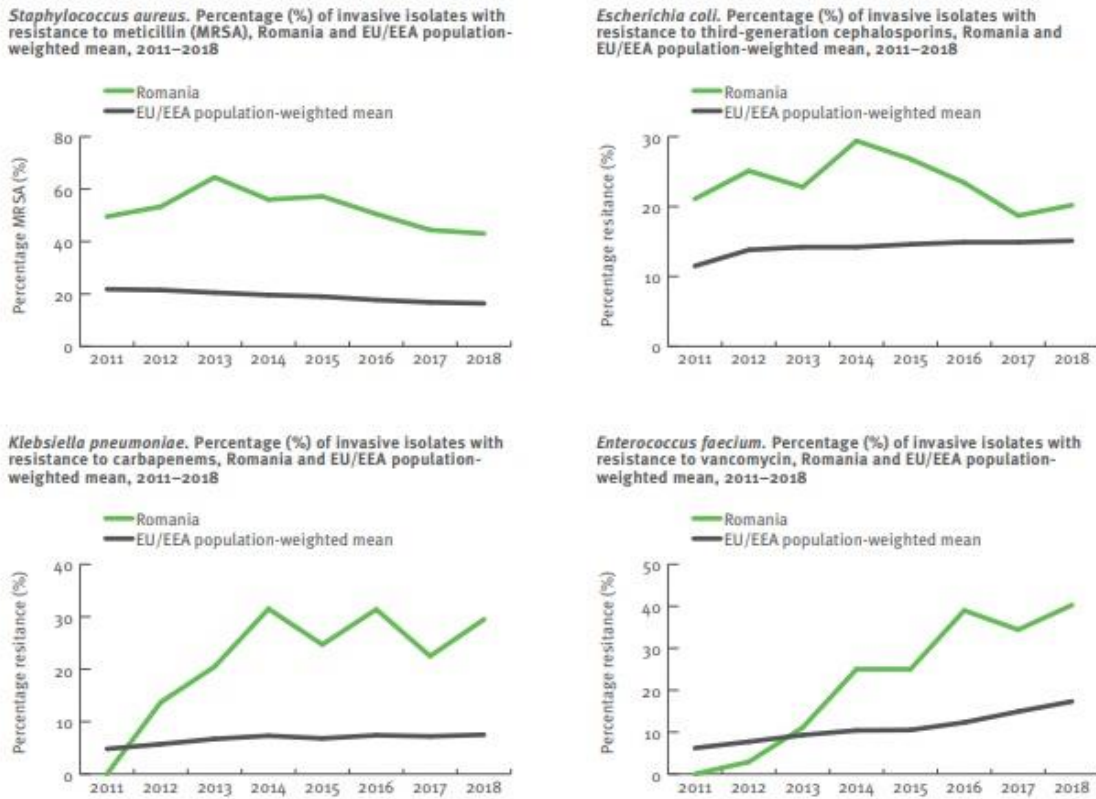 Staphylococcus aureus. Percentage (%) of invasive isolates with
resistance to meticillin (MRSA), Romania and EU/EEA population-
weighted mean, 2011–2018
Romania
EU/EEA population-weighted mean
Percentage MRSA (%)
80
60
40
20
0
2011 2012 2013 2014 2015 2016 2017 2018
Escherichia coli. Percentage (%) of invasive isolates with
resistance to third-generation cephalosporins, Romania and
EU/EEA population-weighted mean, 2011–2018
Romania
EU/EEA population-weighted mean
Percentage resitance (%)
30
20
10
0
2011 2012 2013 2014 2015 2016 2017 2018
Klebsiella pneumoniae. Percentage (%) of invasive isolates with
resistance to carbapenems, Romania and EU/EEA population-
weighted mean, 2011–2018
Romania
EU/EEA population-weighted mean
Percentage resitance (%)
40
30
20
10
0
2011 2012 2013 2014 2015 2016 2017 2018
Enterococcus faecium. Percentage (%) of invasive isolates with
resistance to vancomycin, Romania and EU/EEA population-
weighted mean, 2011–2018
Romania
EU/EEA population-weighted mean
Percentage resitance (%)
50
40
30
20
10
0
2011 2012 2013 2014 2015 2016 2017 2018